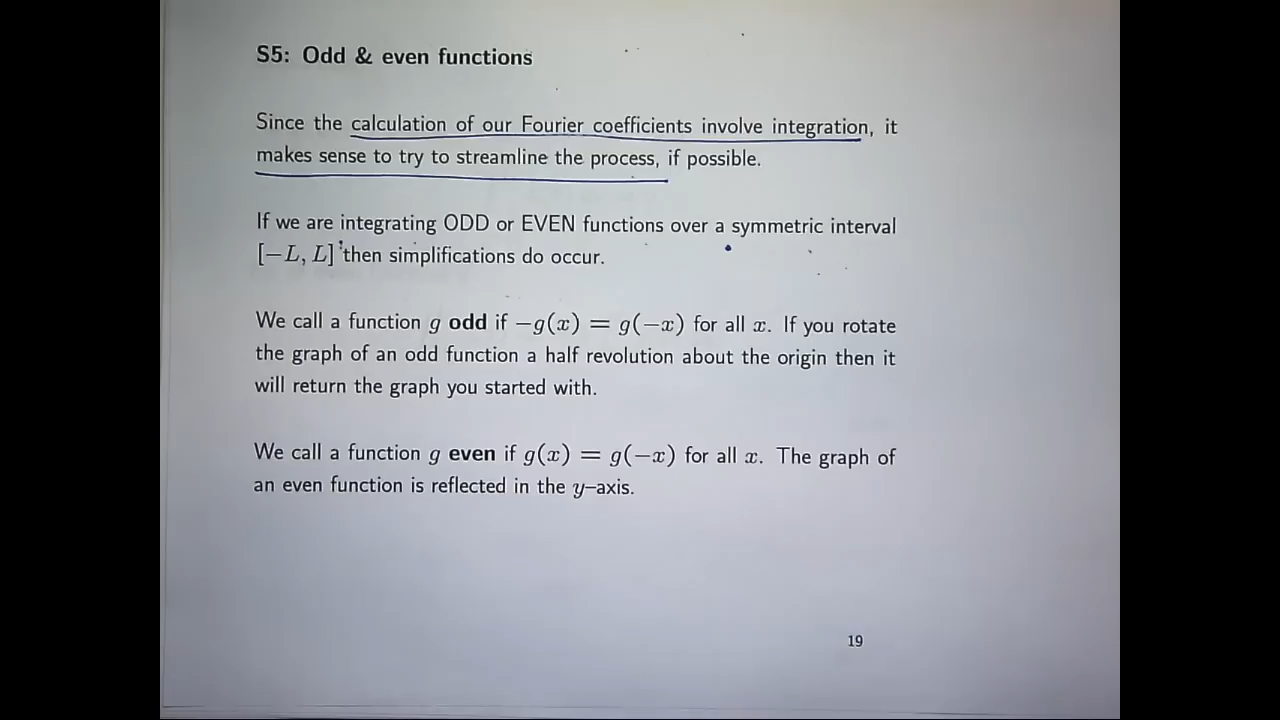 S5: Odd & even functions
Since the calculation of our Fourier coefficients involve integration, it
makes sense to try to streamline the process, if possible.
If we are integrating ODD or EVEN functions over a symmetric interval
[−L, L] then simplifications do occur.
We call a function g odd if −g(x) = g(−x) for all x. If you rotate
the graph of an odd function a half revolution about the origin then it
will return the graph you started with.
We call a function g even if g(x) = g(−x) for all x. The graph of
an even function is reflected in the y–axis.
19